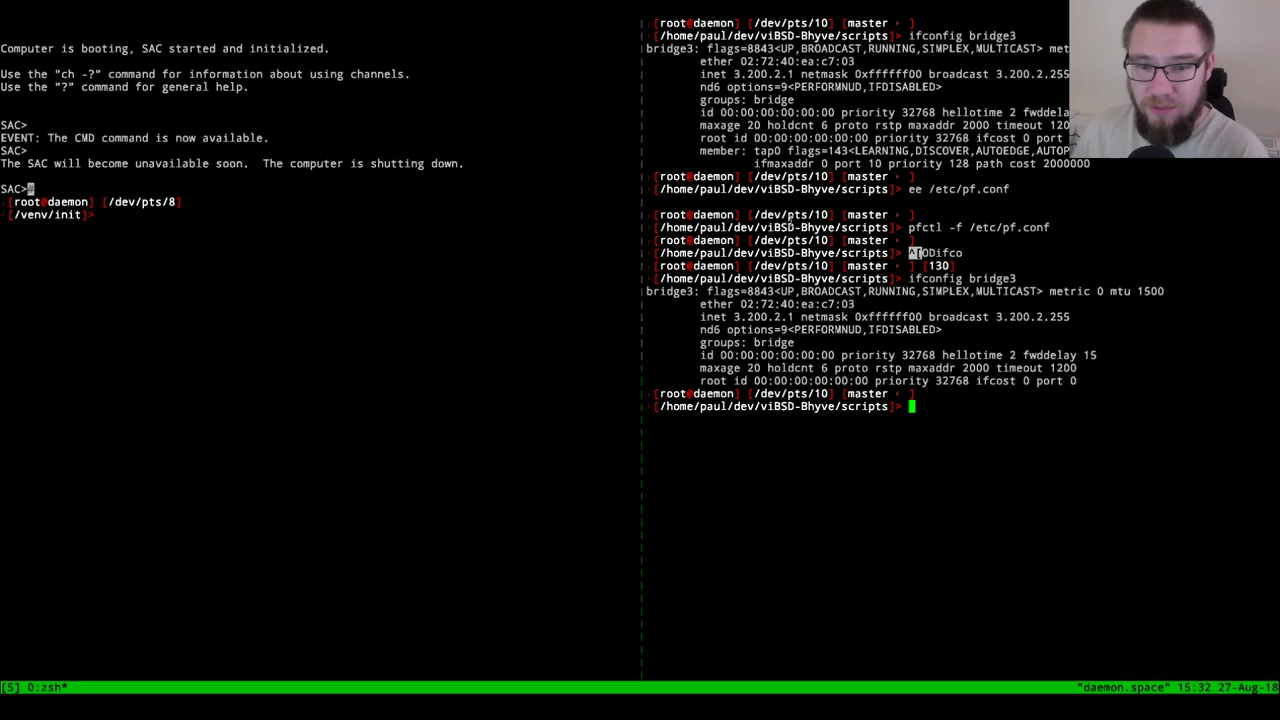 Computer is booting, SAC started and initialized.
Use the "ch -?" command for information about using channels.
Use the "?" command for general help.
SAC>
EVENT: The CMD command is now available.
SAC>
The SAC will become unavailable soon.  The computer is shutting down.
SAC>#
[root@daemon] [/dev/pts/8]
[/venv/init]>
[root@daemon] [/dev/pts/10] [master ⚡ ]
[/home/paul/dev/viBSD-Bhyve/scripts]> ifconfig bridge3
bridge3: flags=8843<UP,BROADCAST,RUNNING,SIMPLEX,MULTICAST> met
ether 02:72:40:ea:c7:03
inet 3.200.2.1 netmask 0xffffff00 broadcast 3.200.2.255
nd6 options=9<PERFORMNUD,IFDISABLED>
groups: bridge
id 00:00:00:00:00:00 priority 32768 hellotime 2 fwddelay
maxage 20 holdcnt 6 proto rstp maxaddr 2000 timeout 1200
root id 00:00:00:00:00:00 priority 32768 ifcost 0 port
member: tap0 flags=143<LEARNING,DISCOVER,AUTOEDGE,AUTOP
ifmaxaddr 0 port 10 priority 128 path cost 2000000
[root@daemon] [/dev/pts/10] [master ⚡ ]
[/home/paul/dev/viBSD-Bhyve/scripts]> ee /etc/pf.conf
[root@daemon] [/dev/pts/10] [master ⚡ ]
[/home/paul/dev/viBSD-Bhyve/scripts]> pfctl -f /etc/pf.conf
[root@daemon] [/dev/pts/10] [master ⚡ ]
[/home/paul/dev/viBSD-Bhyve/scripts]> ^[ODifco
[root@daemon] [/dev/pts/10] [master ⚡ ] [130]
[/home/paul/dev/viBSD-Bhyve/scripts]> ifconfig bridge3
bridge3: flags=8843<UP,BROADCAST,RUNNING,SIMPLEX,MULTICAST> metric 0 mtu 1500
ether 02:72:40:ea:c7:03
inet 3.200.2.1 netmask 0xffffff00 broadcast 3.200.2.255
nd6 options=9<PERFORMNUD,IFDISABLED>
groups: bridge
id 00:00:00:00:00:00 priority 32768 hellotime 2 fwddelay 15
maxage 20 holdcnt 6 proto rstp maxaddr 2000 timeout 1200
root id 00:00:00:00:00:00 priority 32768 ifcost 0 port 0
[root@daemon] [/dev/pts/10] [master ⚡ ]
[/home/paul/dev/viBSD-Bhyve/scripts]>
[5] 0:zsh* "daemon.space" 15:32 27-Aug-18